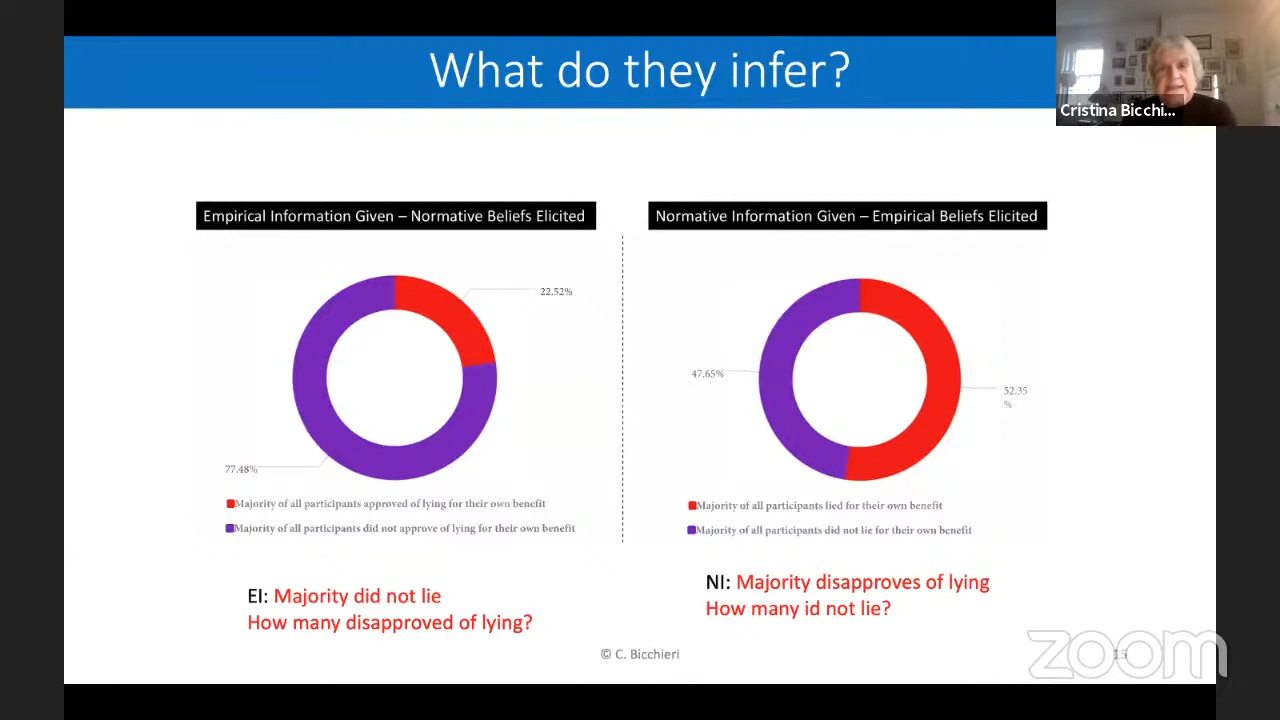 What do they infer?
Cristina Bicchi...
Empirical Information Given – Normative Beliefs Elicited
Normative Information Given – Empirical Beliefs Elicited
22.52%
77.48%
47.65%
52.35
%
Majority of all participants approved of lying for their own benefit
Majority of all participants did not approve of lying for their own benefit
Majority of all participants lied for their own benefit
Majority of all participants did not lie for their own benefit
EI: Majority did not lie
How many disapproved of lying?
NI: Majority disapproves of lying
How many id not lie?
© C. Bicchieri
15
zoom